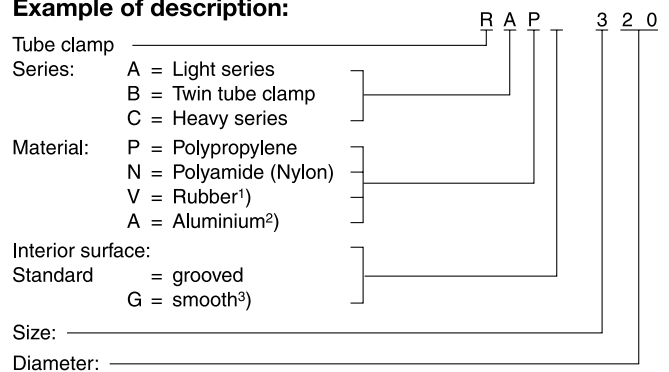 Example of description:
R A P 3 2 0
Tube clamp
Series: A = Light series
B = Twin tube clamp
C = Heavy series
Material: P = Polypropylene
N = Polyamide (Nylon)
V = Rubber¹)
A = Aluminium²)
Interior surface:
Standard = grooved
G = smooth³)
Size:
Diameter: